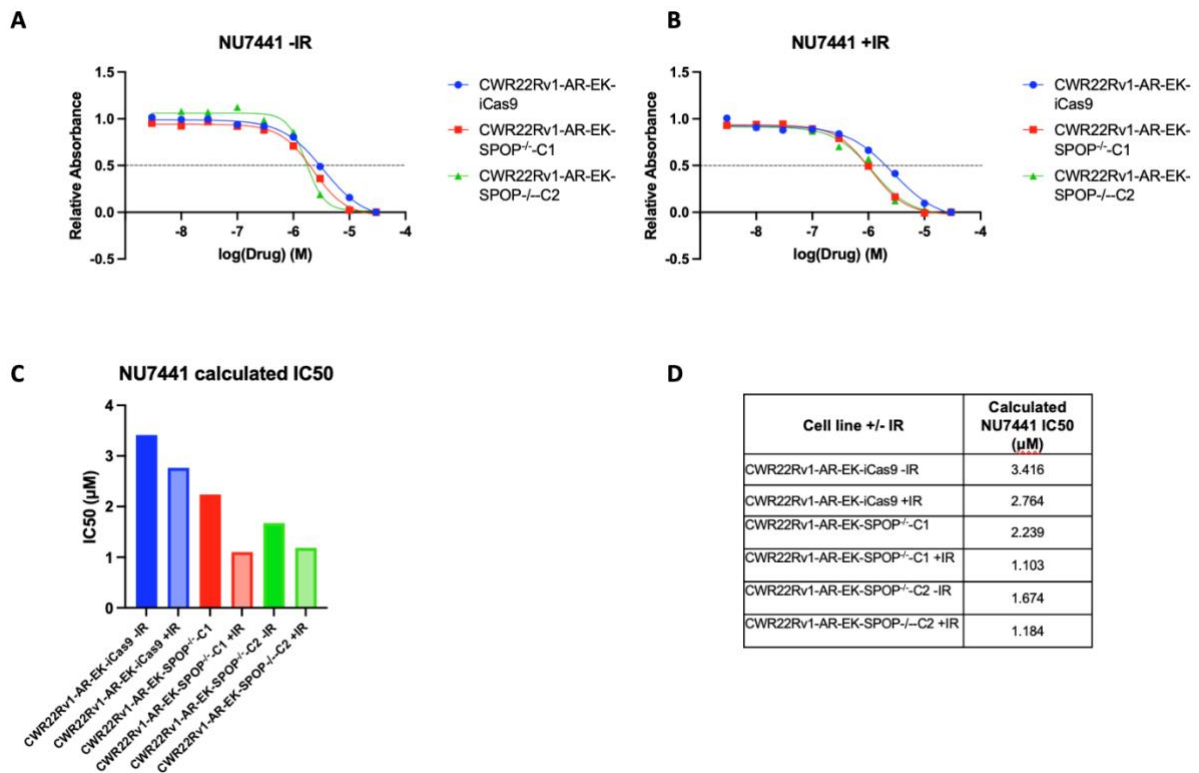 A
NU7441 -IR
Relative Absorbance
1.5
1.0
0.5
0.0
-0.5
-8
-7
-6
-5
-4
log(Drug) (M)
CWR22Rv1-AR-EK-
iCas9
CWR22Rv1-AR-EK-
SPOP⁻/⁻-C1
CWR22Rv1-AR-EK-
SPOP-/--C2
B
NU7441 +IR
Relative Absorbance
1.5
1.0
0.5
0.0
-0.5
-8
-7
-6
-5
-4
log(Drug) (M)
CWR22Rv1-AR-EK-
iCas9
CWR22Rv1-AR-EK-
SPOP⁻/⁻-C1
CWR22Rv1-AR-EK-
SPOP-/--C2
C
NU7441 calculated IC50
IC50 (µM)
4
3
2
1
0
CWR22Rv1-AR-EK-iCas9 -IR
CWR22Rv1-AR-EK-iCas9 +IR
CWR22Rv1-AR-EK-SPOP⁻/⁻-C1
CWR22Rv1-AR-EK-SPOP⁻/⁻-C1 +IR
CWR22Rv1-AR-EK-SPOP⁻/⁻-C2 -IR
CWR22Rv1-AR-EK-SPOP-/--C2 +IR
D
Cell line +/- IR
Calculated
NU7441 IC50
(µM)
CWR22Rv1-AR-EK-iCas9 -IR 3.416
CWR22Rv1-AR-EK-iCas9 +IR 2.764
CWR22Rv1-AR-EK-SPOP⁻/⁻-C1 2.239
CWR22Rv1-AR-EK-SPOP⁻/⁻-C1 +IR 1.103
CWR22Rv1-AR-EK-SPOP⁻/⁻-C2 -IR 1.674
CWR22Rv1-AR-EK-SPOP-/--C2 +IR 1.184